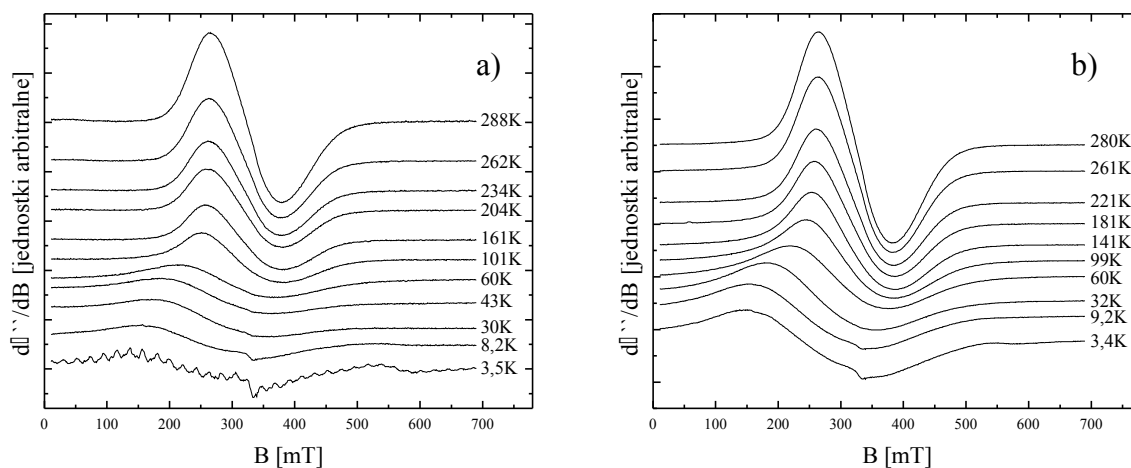 a)
dχ``/dB [jednostki arbitralne]
288K
262K
234K
204K
161K
101K
60K
43K
30K
8,2K
3,5K
0 100 200 300 400 500 600 700
B [mT]
b)
d``/dB [jednostki arbitralne]
280K
261K
221K
181K
141K
99K
60K
32K
9,2K
3,4K
0 100 200 300 400 500 600 700
B [mT]